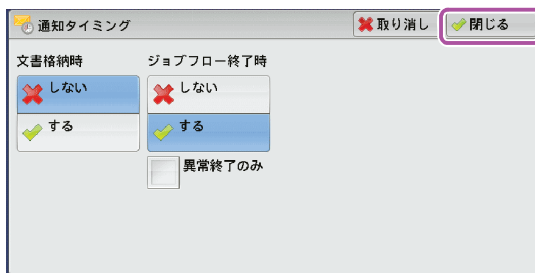 通知タイミング
取り消し
閉じる
文書格納時
ジョブフロー終了時
しない
しない
する
する
異常終了のみ